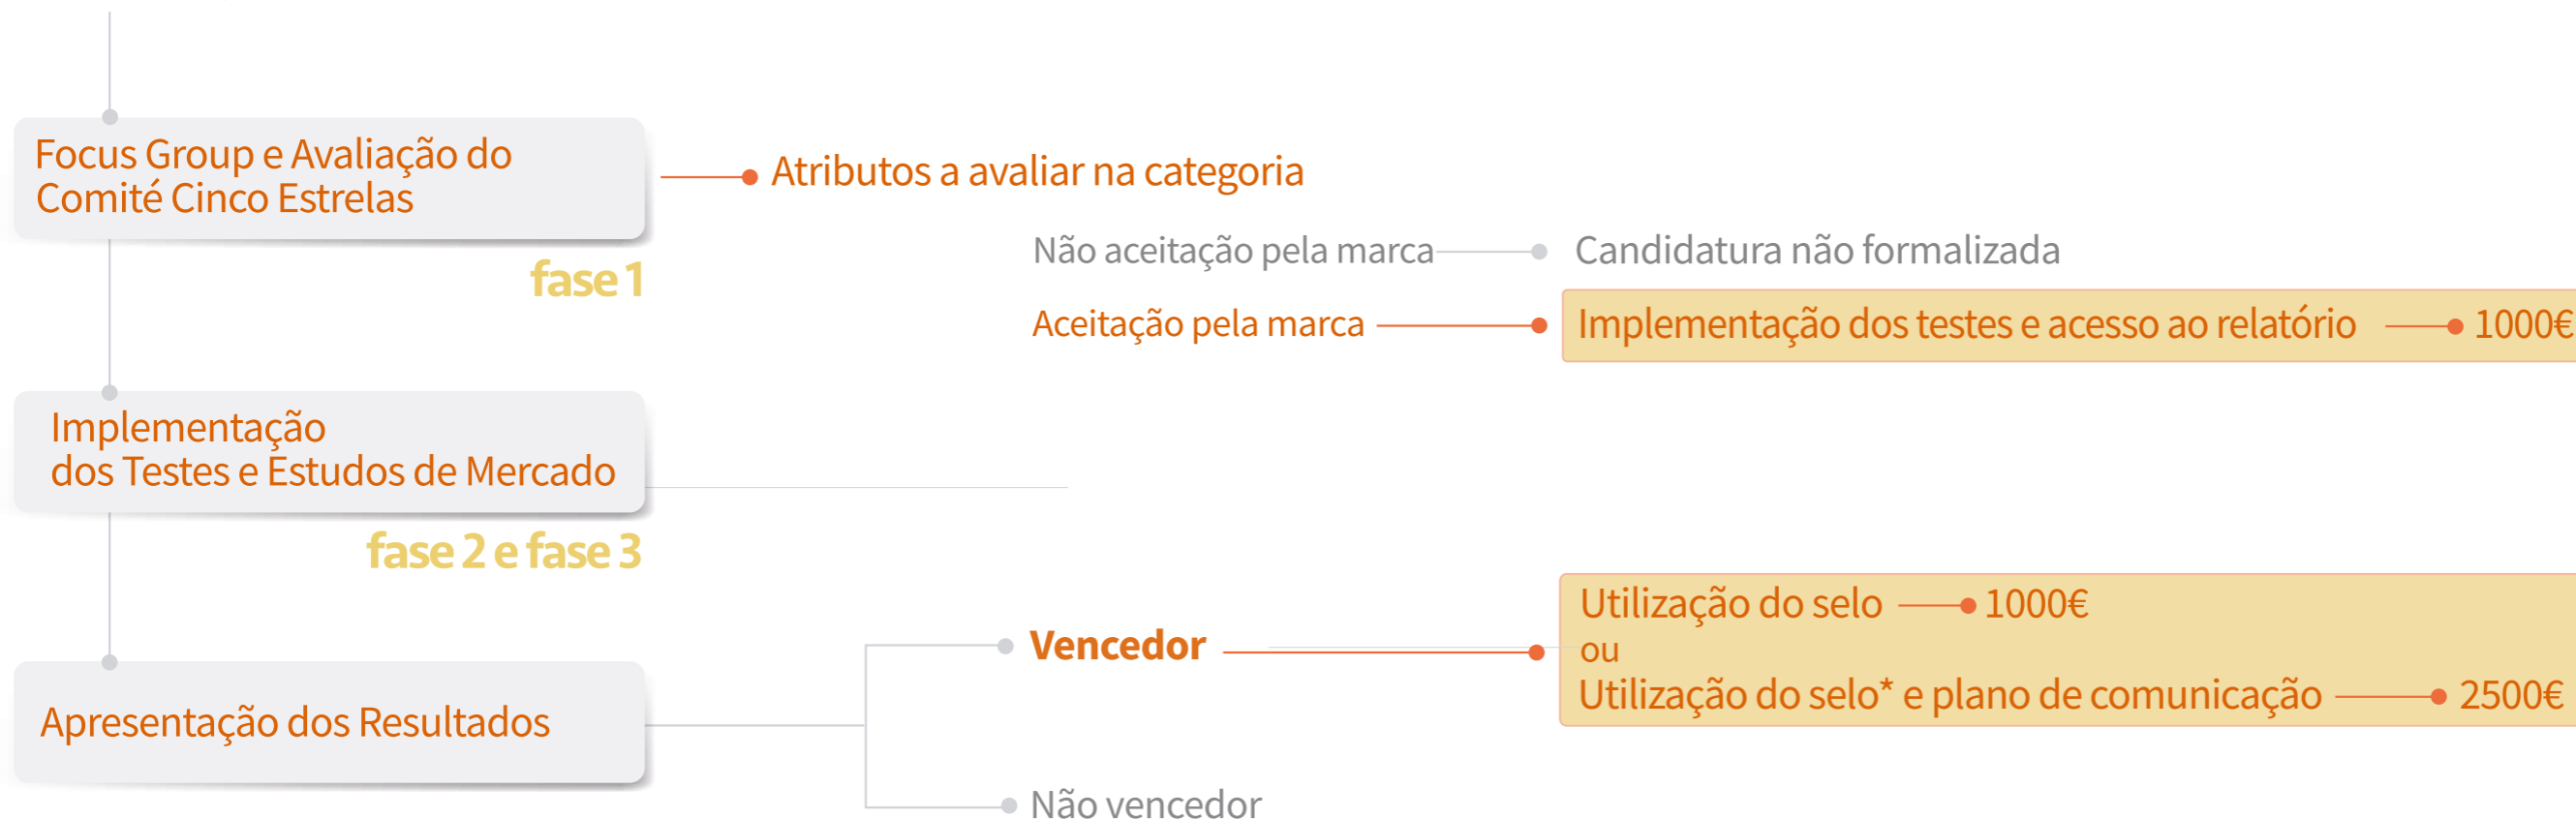 Focus Group e Avaliação do
Comité Cinco Estrelas
fase 1
Atributos a avaliar na categoria
Não aceitação pela marca
Candidatura não formalizada
Aceitação pela marca
Implementação dos testes e acesso ao relatório
1000€
Implementação
dos Testes e Estudos de Mercado
fase 2 e fase 3
Apresentação dos Resultados
Vencedor
Utilização do selo
1000€
ou
Utilização do selo* e plano de comunicação
2500€
Não vencedor